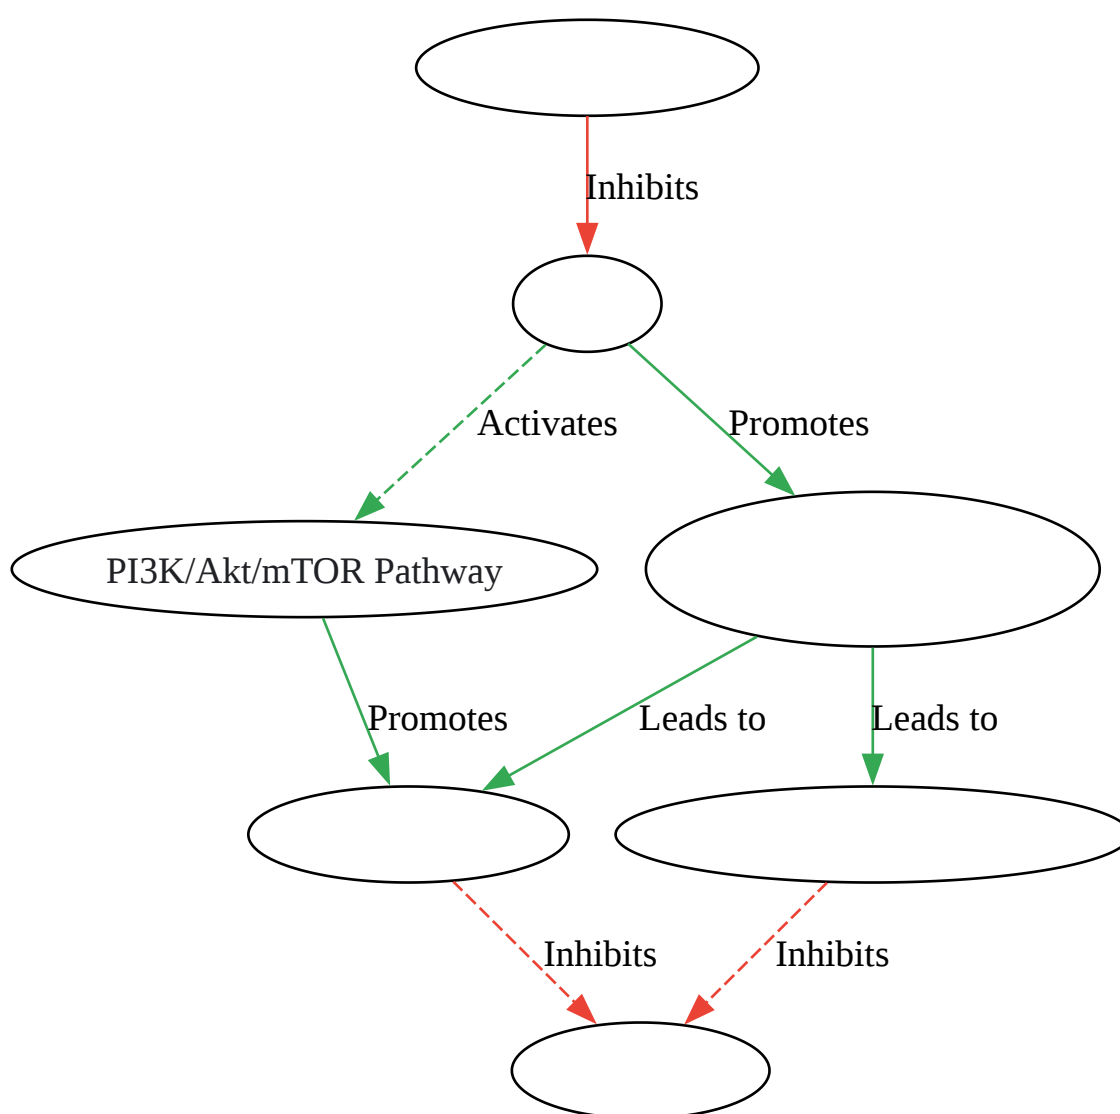 Inhibits
Activates
Promotes
PI3K/Akt/mTOR Pathway
Promotes
Leads to
Leads to
Inhibits
Inhibits